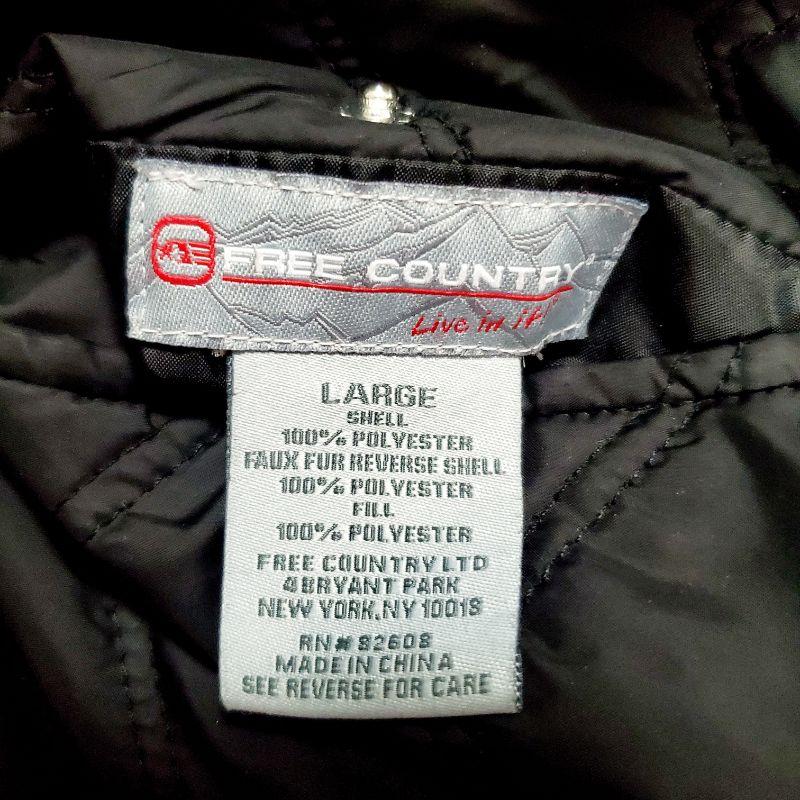 FREE COUNTRY®
Live in it!
LARGE
SHELL
100% POLYESTER
FAUX FUR REVERSE SHELL
100% POLYESTER
FILL
100% POLYESTER
FREE COUNTRY LTD
4 BRYANT PARK
NEW YORK, NY 10018
RN# 82608
MADE IN CHINA
SEE REVERSE FOR CARE